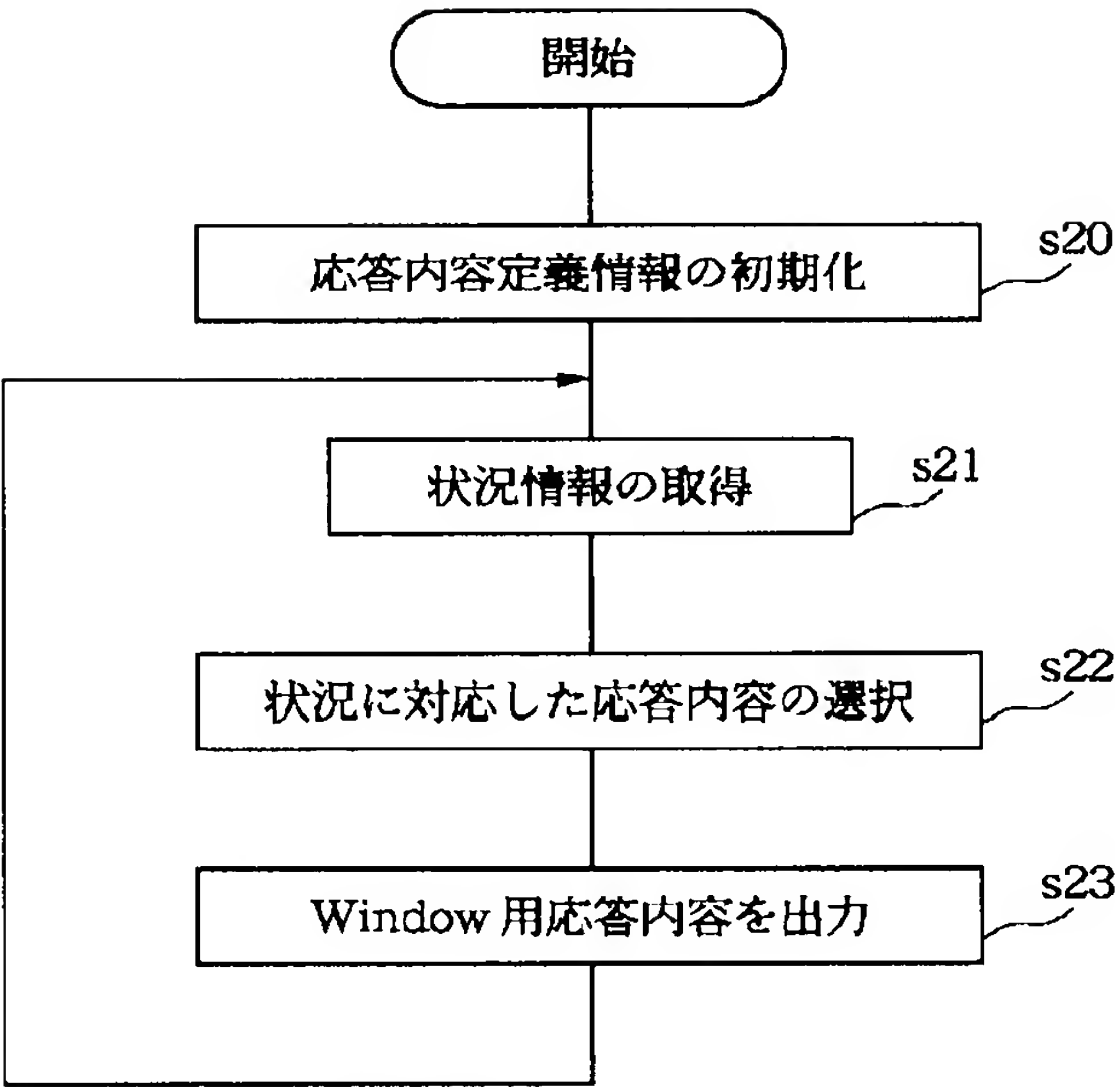 開始
応答内容定義情報の初期化
s20
状況情報の取得
s21
状況に対応した応答内容の選択
s22
Window 用応答内容を出力
s23